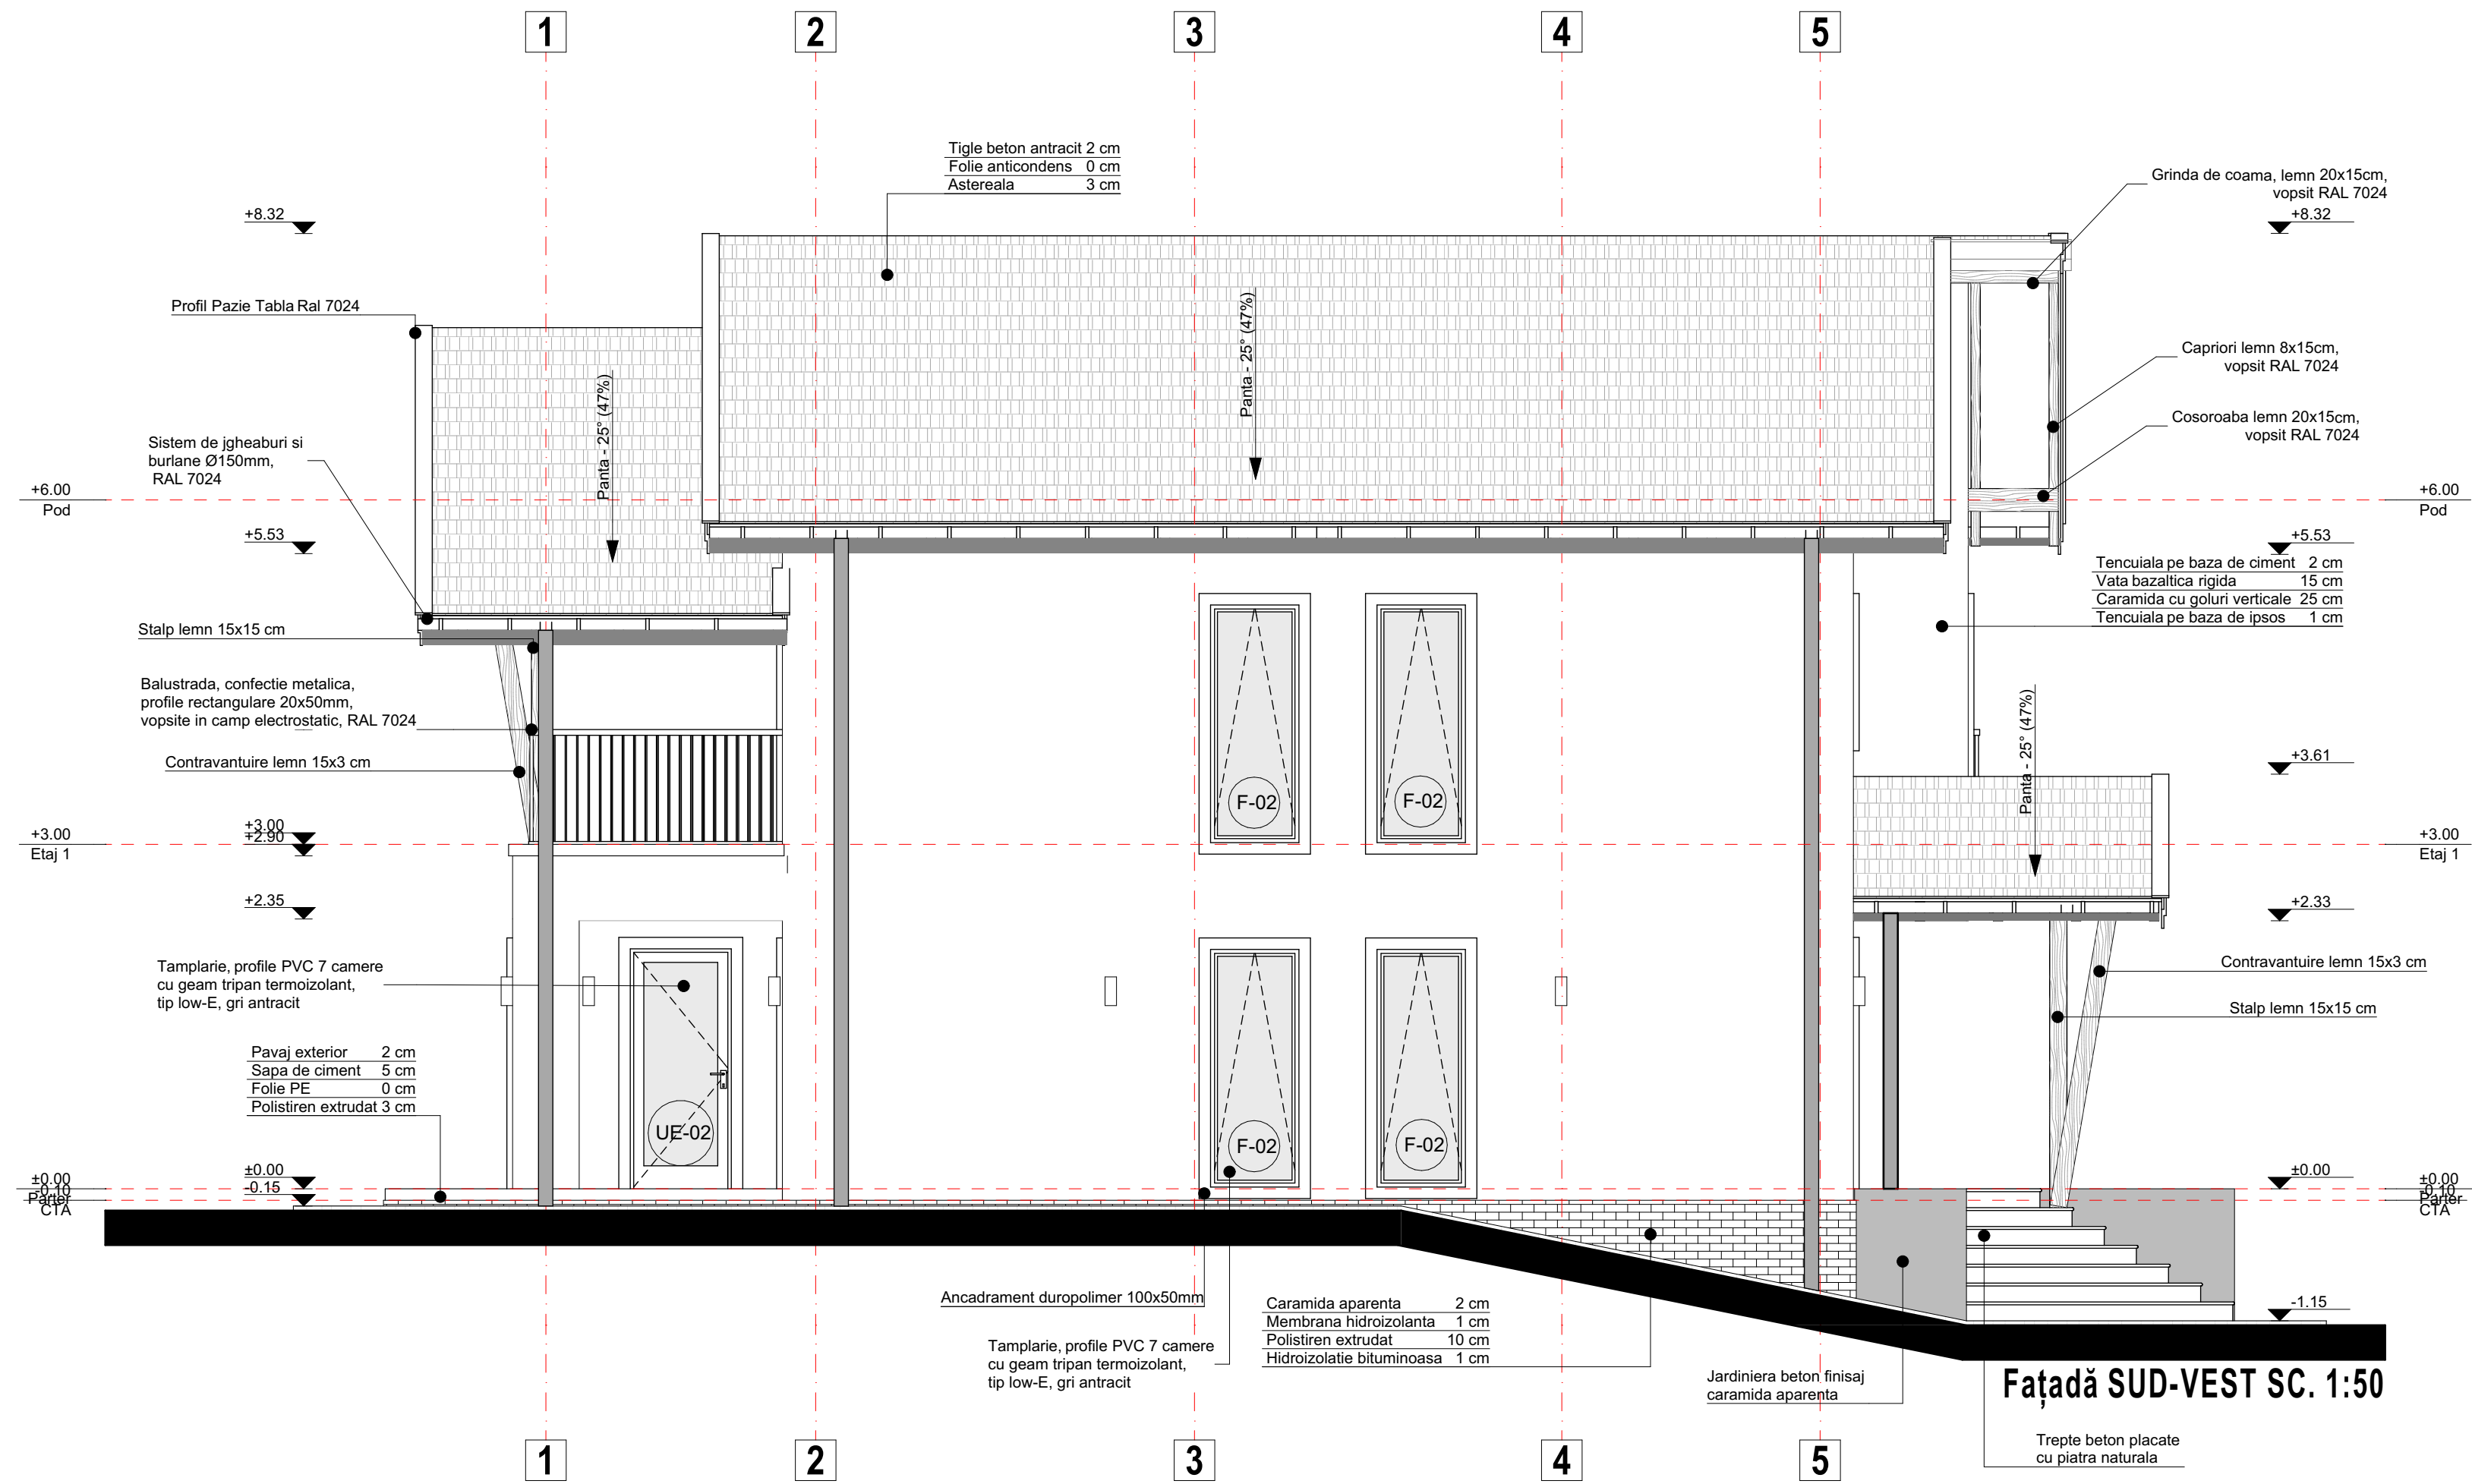 1 2 3 4 5
Tigle beton antracit 2 cm
Folie anticondens 0 cm
Astereala 3 cm
Grinda de coama, lemn 20x15cm,
vopsit RAL 7024
+8.32
+8.32
Profil Pazie Tabla Ral 7024
Panta - 25° (47%)
Panta - 25° (47%)
Capriori lemn 8x15cm,
vopsit RAL 7024
Cosoroaba lemn 20x15cm,
vopsit RAL 7024
Sistem de jgheaburi si
burlane Ø150mm,
RAL 7024
+6.00
Pod
+6.00
Pod
+5.53
+5.53
Tencuiala pe baza de ciment 2 cm
Vata bazaltica rigida 15 cm
Caramida cu goluri verticale 25 cm
Tencuiala pe baza de ipsos 1 cm
Stalp lemn 15x15 cm
Balustrada, confectie metalica,
profile rectangulare 20x50mm,
vopsite in camp electrostatic, RAL 7024
Contravantuire lemn 15x3 cm
Panta - 25° (47%)
+3.61
F-02
F-02
+3.00
Etaj 1
+3.00
+2.90
+3.00
Etaj 1
+2.35
+2.33
Tamplarie, profile PVC 7 camere
cu geam tripan termoizolant,
tip low-E, gri antracit
Contravantuire lemn 15x3 cm
Stalp lemn 15x15 cm
Pavaj exterior 2 cm
Sapa de ciment 5 cm
Folie PE 0 cm
Polistiren extrudat 3 cm
UE-02
F-02
F-02
±0.00
-0.10
Parter
CTA
±0.00
-0.15
±0.00
±0.00
-0.10
Parter
CTA
Ancadrament duropolimer 100x50mm
Tamplarie, profile PVC 7 camere
cu geam tripan termoizolant,
tip low-E, gri antracit
Caramida aparenta 2 cm
Membrana hidroizolanta 1 cm
Polistiren extrudat 10 cm
Hidroizolatie bituminoasa 1 cm
-1.15
Jardiniera beton finisaj
caramida aparenta
Fațadă SUD-VEST SC. 1:50
Trepte beton placate
cu piatra naturala
1 2 3 4 5